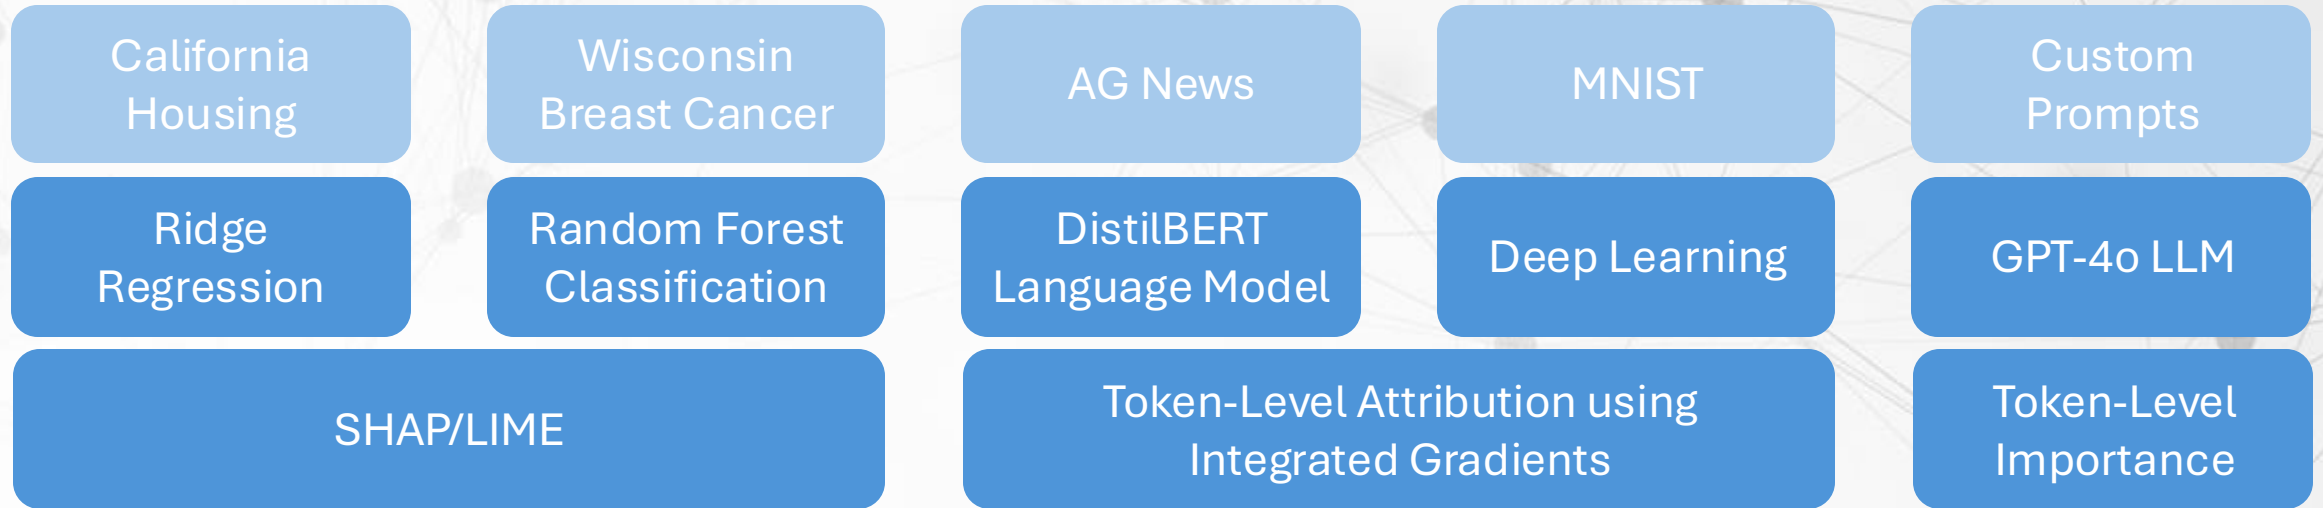 California
Housing
Wisconsin
Breast Cancer
AG News
MNIST
Custom
Prompts
Ridge
Regression
Random Forest
Classification
DistilBERT
Language Model
Deep Learning
GPT-4o LLM
SHAP/LIME
Token-Level Attribution using
Integrated Gradients
Token-Level
Importance